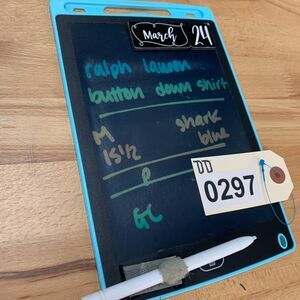 March 24
ralph lauren
button down shirt
M shark
15 1/2 blue
P
GC
DD
0297